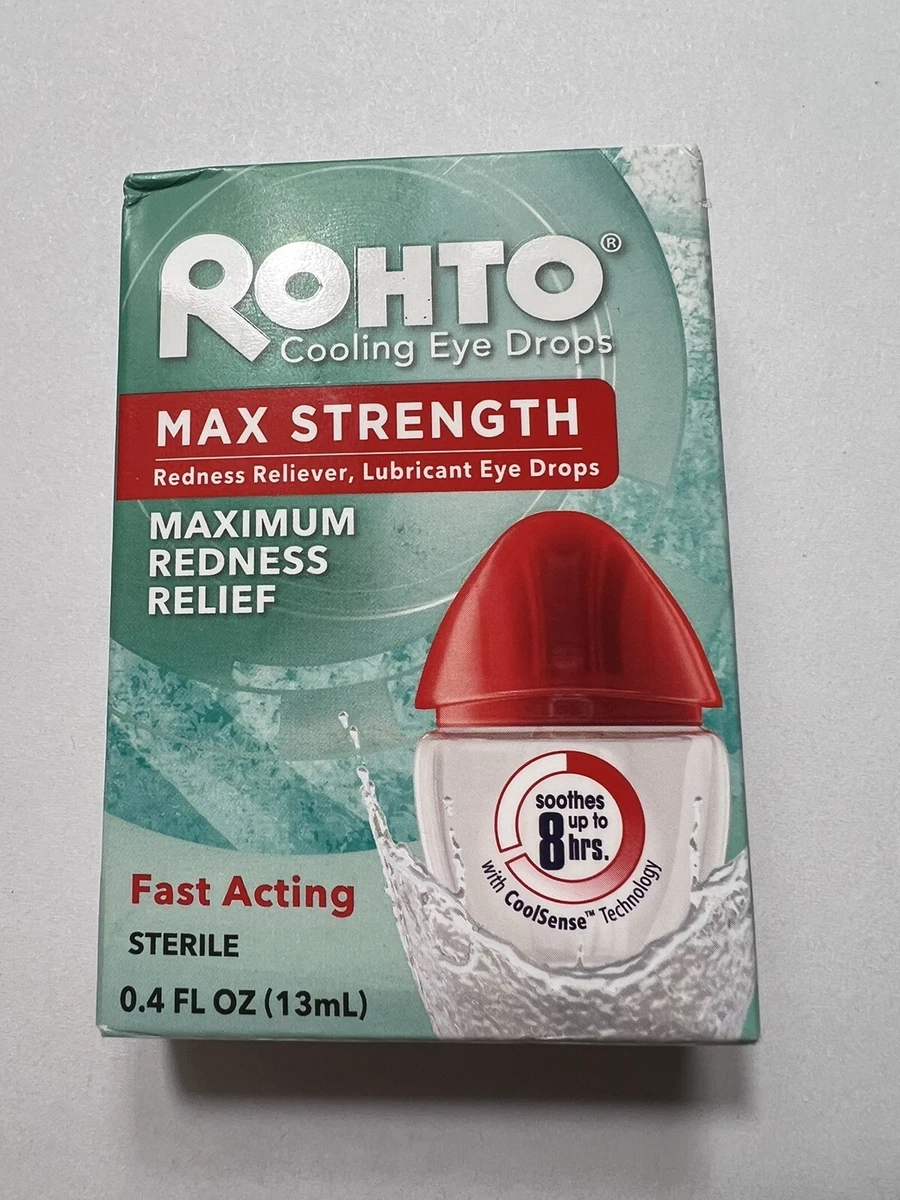 ROHTO®
Cooling Eye Drops
MAX STRENGTH
Redness Reliever, Lubricant Eye Drops
MAXIMUM
REDNESS
RELIEF
soothes
up to
8 hrs.
with CoolSense™ Technology
Fast Acting
STERILE
0.4 FL OZ (13mL)